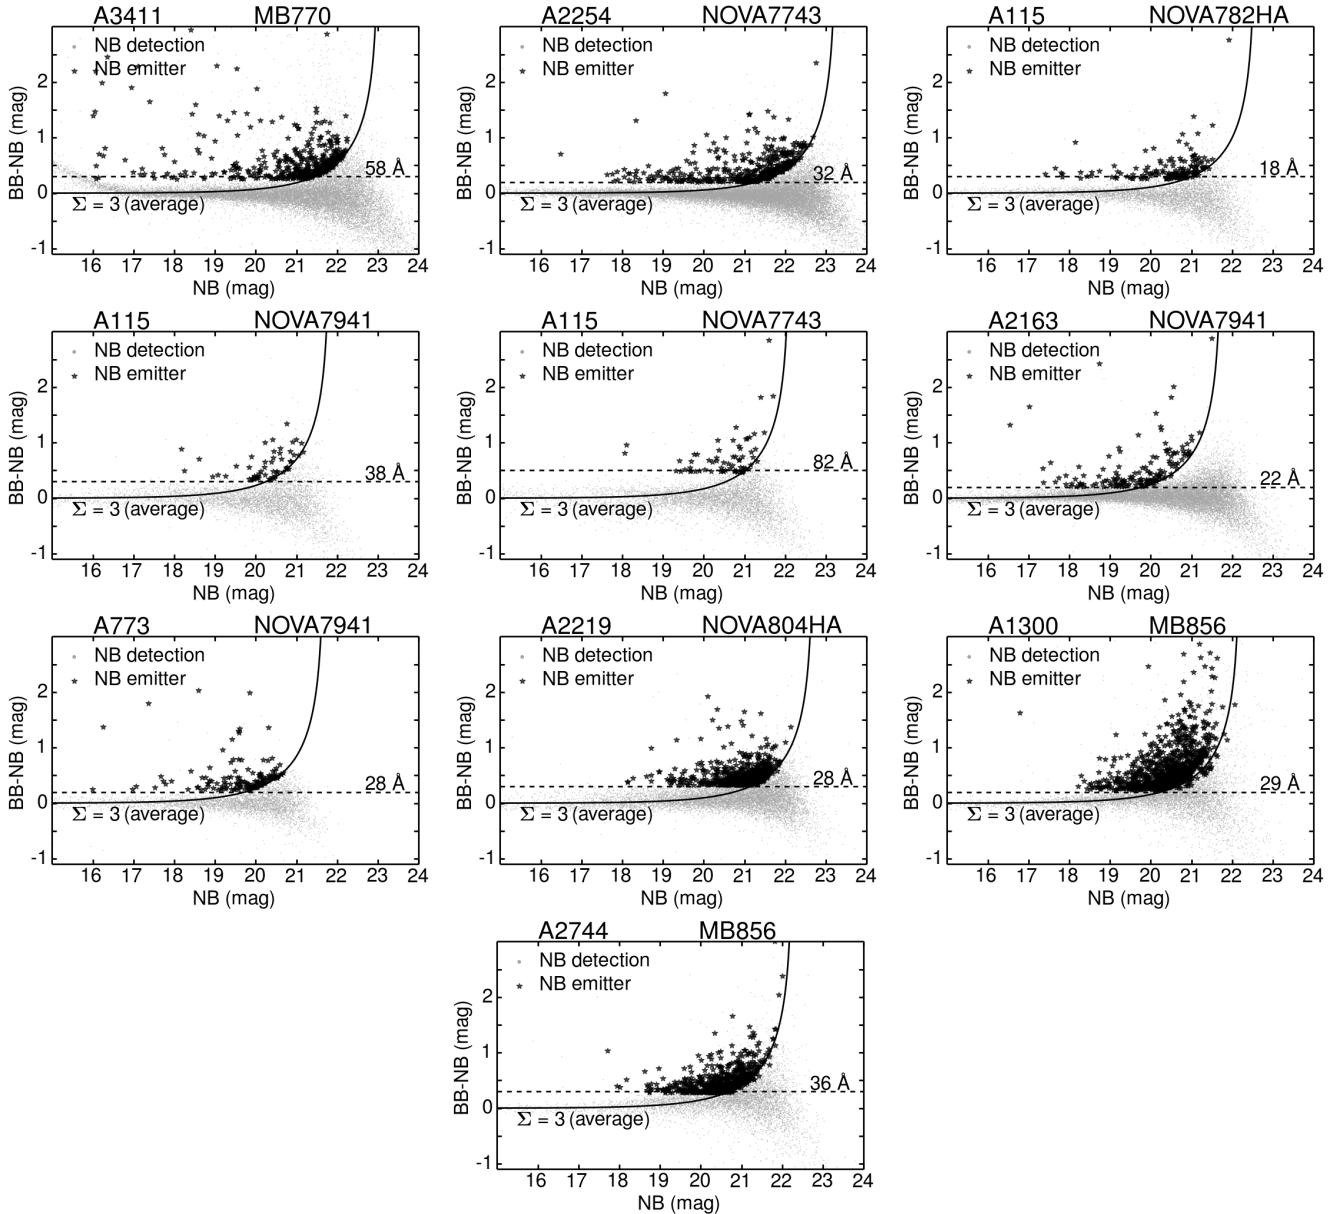 A3411 MB770
NB detection
NB emitter
58 Å
Σ = 3 (average)
BB-NB (mag)
2
1
0
-1
16 17 18 19 20 21 22 23 24
NB (mag)
A2254 NOVA7743
NB detection
NB emitter
32 Å
Σ = 3 (average)
BB-NB (mag)
2
1
0
-1
16 17 18 19 20 21 22 23 24
NB (mag)
A115 NOVA782HA
NB detection
NB emitter
18 Å
Σ = 3 (average)
BB-NB (mag)
2
1
0
-1
16 17 18 19 20 21 22 23 24
NB (mag)
A115 NOVA7941
NB detection
NB emitter
38 Å
Σ = 3 (average)
BB-NB (mag)
2
1
0
-1
16 17 18 19 20 21 22 23 24
NB (mag)
A115 NOVA7743
NB detection
NB emitter
82 Å
Σ = 3 (average)
BB-NB (mag)
2
1
0
-1
16 17 18 19 20 21 22 23 24
NB (mag)
A2163 NOVA7941
NB detection
NB emitter
22 Å
Σ = 3 (average)
BB-NB (mag)
2
1
0
-1
16 17 18 19 20 21 22 23 24
NB (mag)
A773 NOVA7941
NB detection
NB emitter
28 Å
Σ = 3 (average)
BB-NB (mag)
2
1
0
-1
16 17 18 19 20 21 22 23 24
NB (mag)
A2219 NOVA804HA
NB detection
NB emitter
28 Å
Σ = 3 (average)
BB-NB (mag)
2
1
0
-1
16 17 18 19 20 21 22 23 24
NB (mag)
A1300 MB856
NB detection
NB emitter
29 Å
Σ = 3 (average)
BB-NB (mag)
2
1
0
-1
16 17 18 19 20 21 22 23 24
NB (mag)
A2744 MB856
NB detection
NB emitter
36 Å
Σ = 3 (average)
BB-NB (mag)
2
1
0
-1
16 17 18 19 20 21 22 23 24
NB (mag)